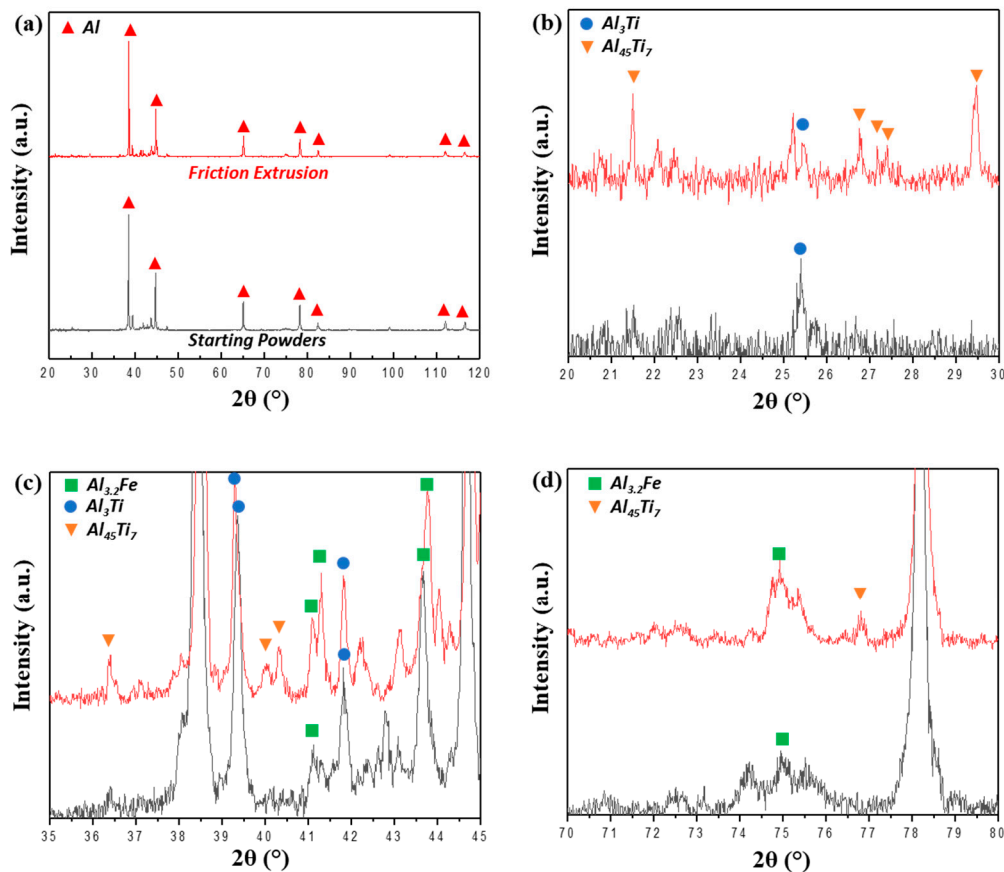 (a)
Al
Friction Extrusion
Starting Powders
Intensity (a.u.)
20 30 40 50 60 70 80 90 100 110 120
2θ (°)
(b)
Al₃Ti
Al₄₅Ti₇
Intensity (a.u.)
20 21 22 23 24 25 26 27 28 29 30
2θ (°)
(c)
Al₃.₂Fe
Al₃Ti
Al₄₅Ti₇
Intensity (a.u.)
35 36 37 38 39 40 41 42 43 44 45
2θ (°)
(d)
Al₃.₂Fe
Al₄₅Ti₇
Intensity (a.u.)
70 71 72 73 74 75 76 77 78 79 80
2θ (°)